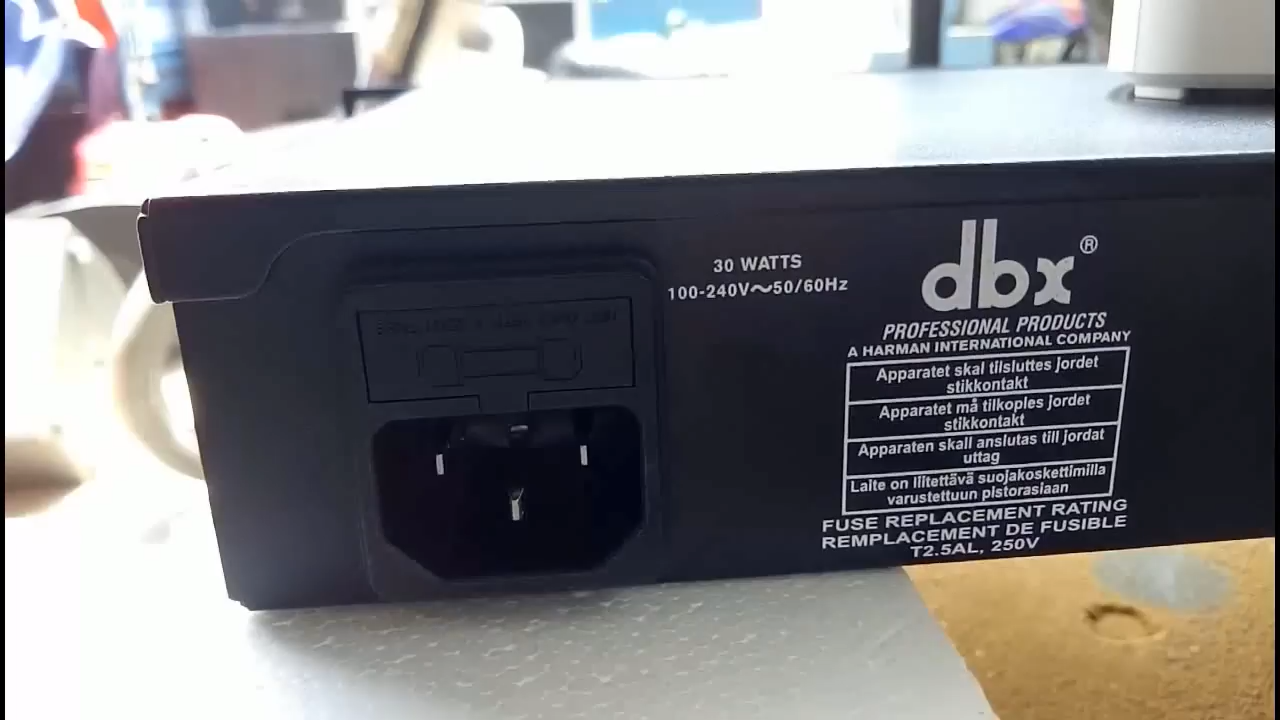 30 WATTS
100-240V～50/60Hz
dbx®
PROFESSIONAL PRODUCTS
A HARMAN INTERNATIONAL COMPANY
Apparatet skal tilsluttes jordet
stikkontakt
Apparatet må tilkoples jordet
stikkontakt
Apparaten skall anslutas till jordat
uttag
Laite on liitettävä suojakoskettimilla
varustettuun pistorasiaan
FUSE REPLACEMENT RATING
REMPLACEMENT DE FUSIBLE
T2.5AL, 250V